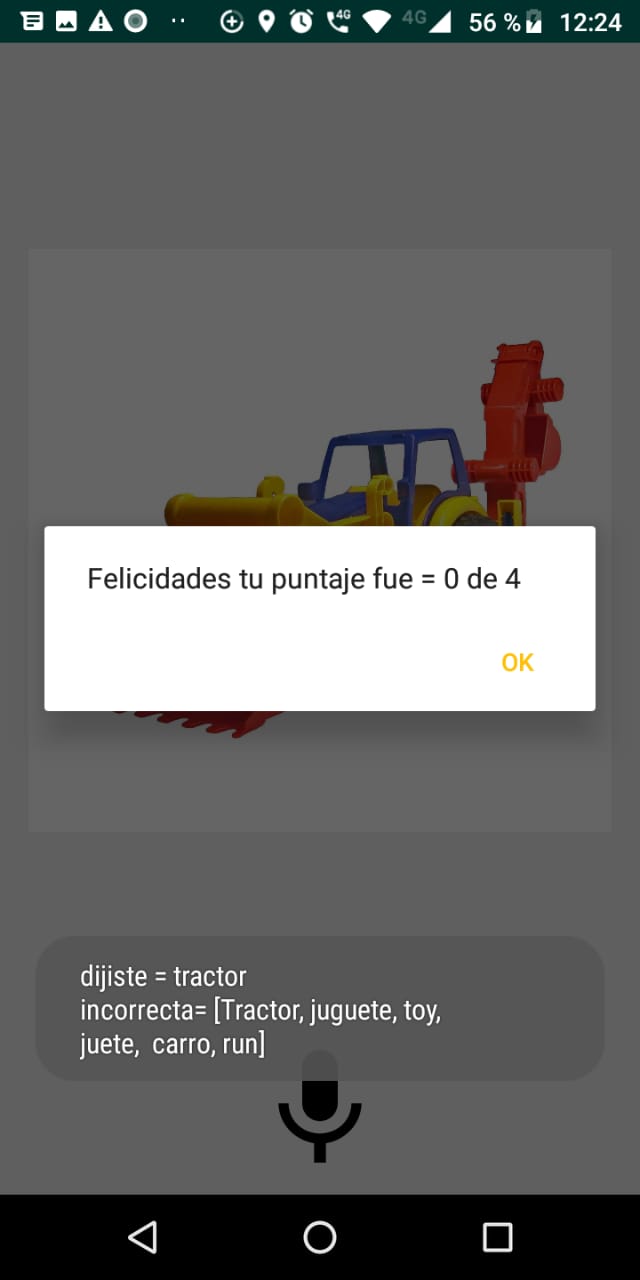 4G 4G 56 % 12:24
Felicidades tu puntaje fue = 0 de 4
OK
dijiste = tractor
incorrecta= [Tractor, juguete, toy,
juete,  carro, run]